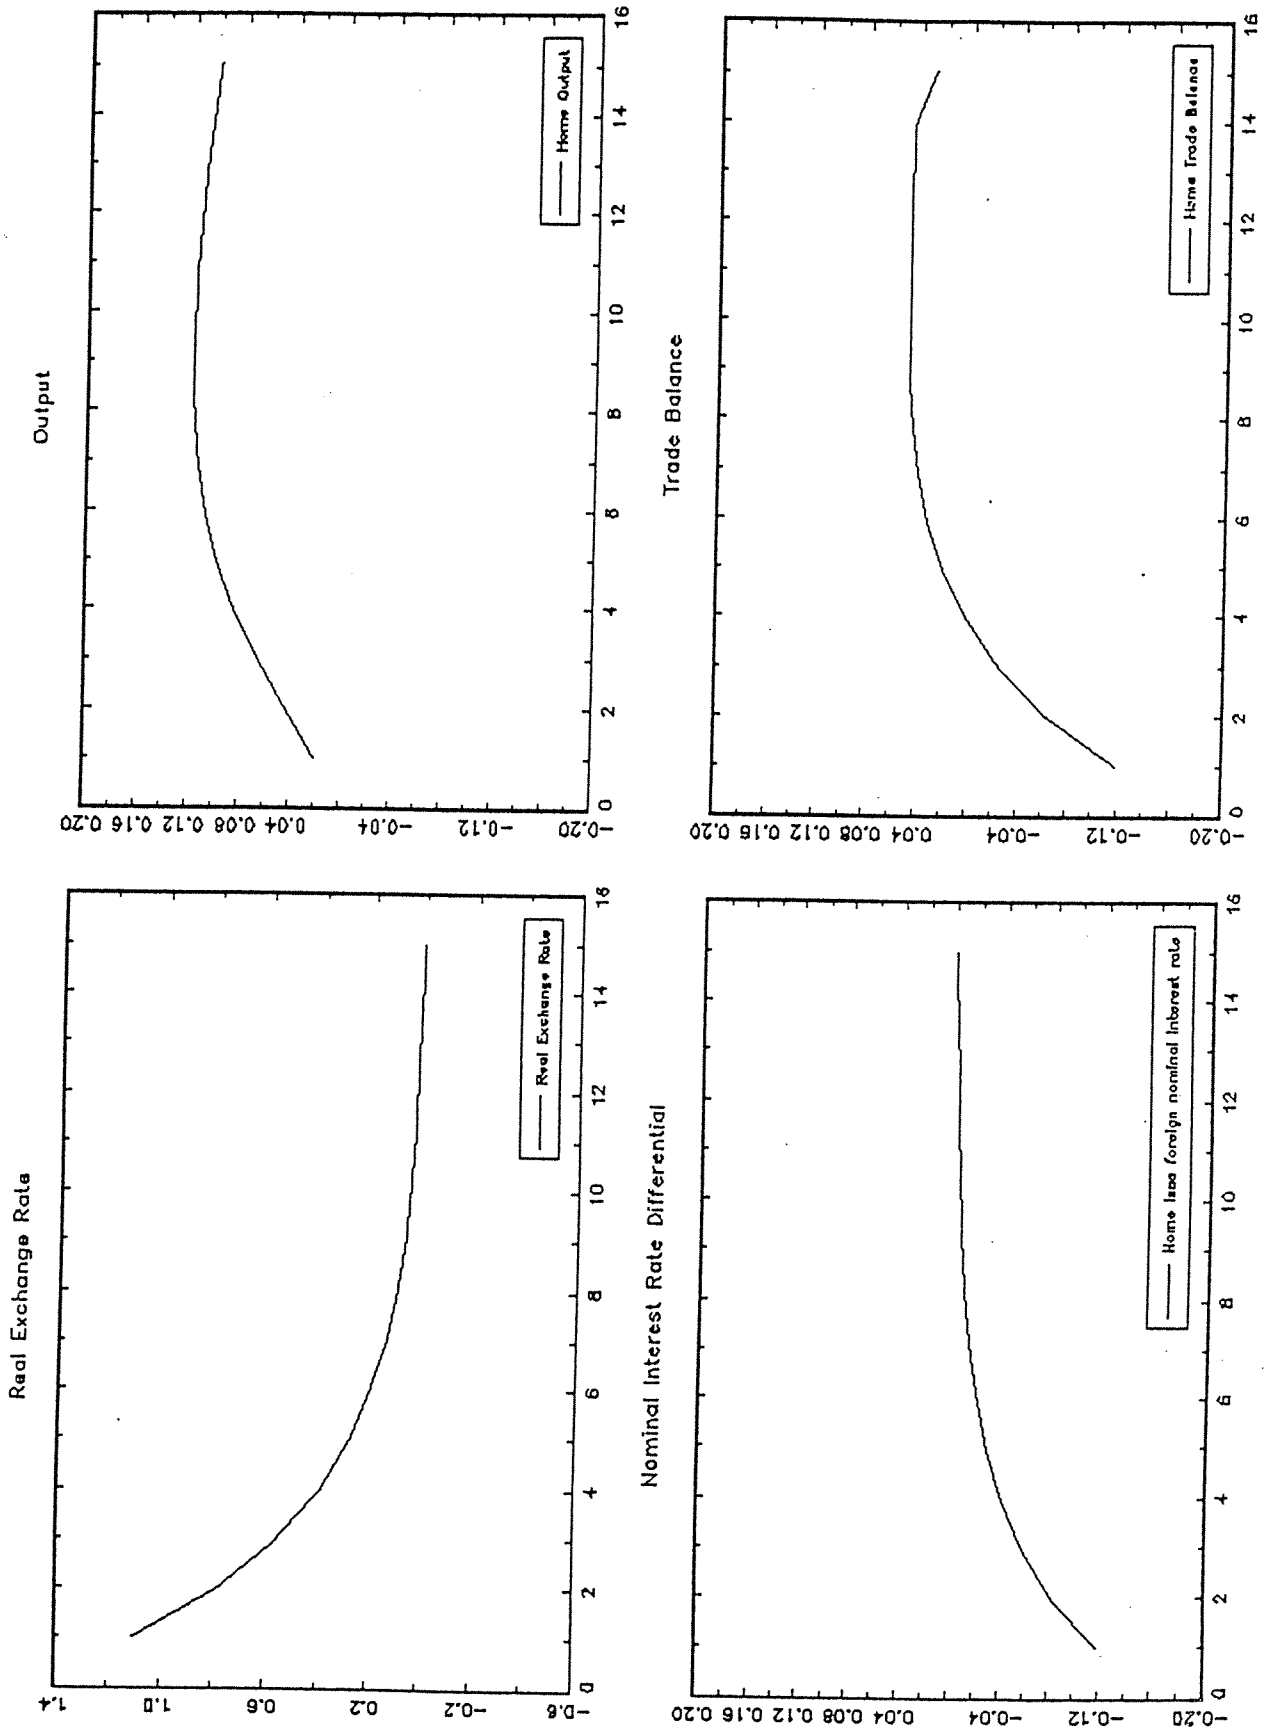 Real Exchange Rate
1.4
1.0
0.6
0.2
-0.2
-0.6
0 2 4 6 8 10 12 14 16
Real Exchange Rate
Output
0.20
0.16
0.12
0.08
0.04
-0.04
-0.12
-0.20
0 2 4 6 8 10 12 14 16
Home Output
Nominal Interest Rate Differential
0.20
0.16
0.12
0.08
0.04
-0.04
-0.12
-0.20
0 2 4 6 8 10 12 14 16
Home less foreign nominal interest rate
Trade Balance
0.20
0.16
0.12
0.08
0.04
-0.04
-0.12
-0.20
0 2 4 6 8 10 12 14 16
Home Trade Balance